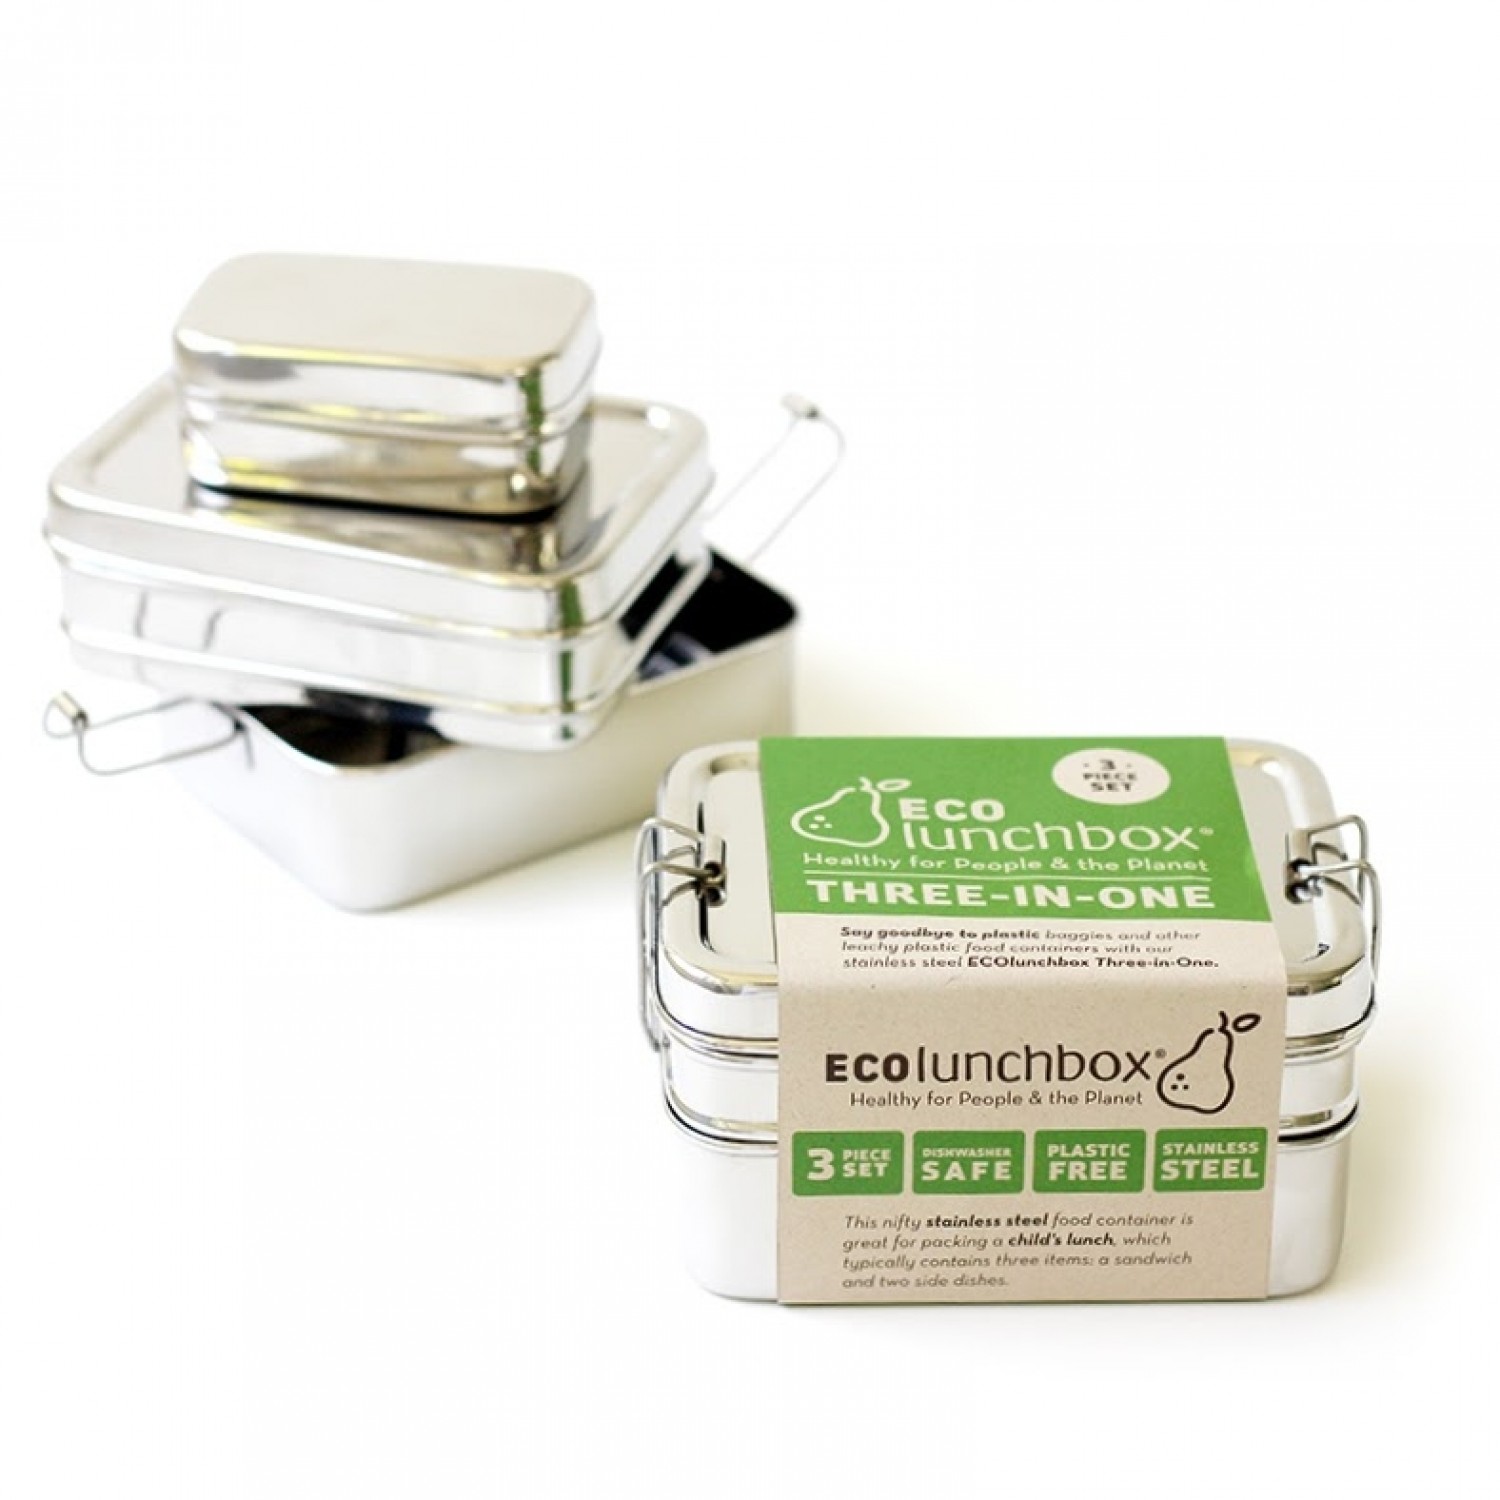 · 3 ·
PIECE
SET
ECO
lunchbox®
Healthy for People & the Planet
THREE-IN-ONE
Say goodbye to plastic baggies and other
leachy plastic food containers with our
stainless steel ECOlunchbox Three-in-One.
ECOlunchbox®
Healthy for People & the Planet
3 PIECE SET
DISHWASHER SAFE
PLASTIC FREE
STAINLESS STEEL
This nifty stainless steel food container is
great for packing a child's lunch, which
typically contains three items: a sandwich
and two side dishes.